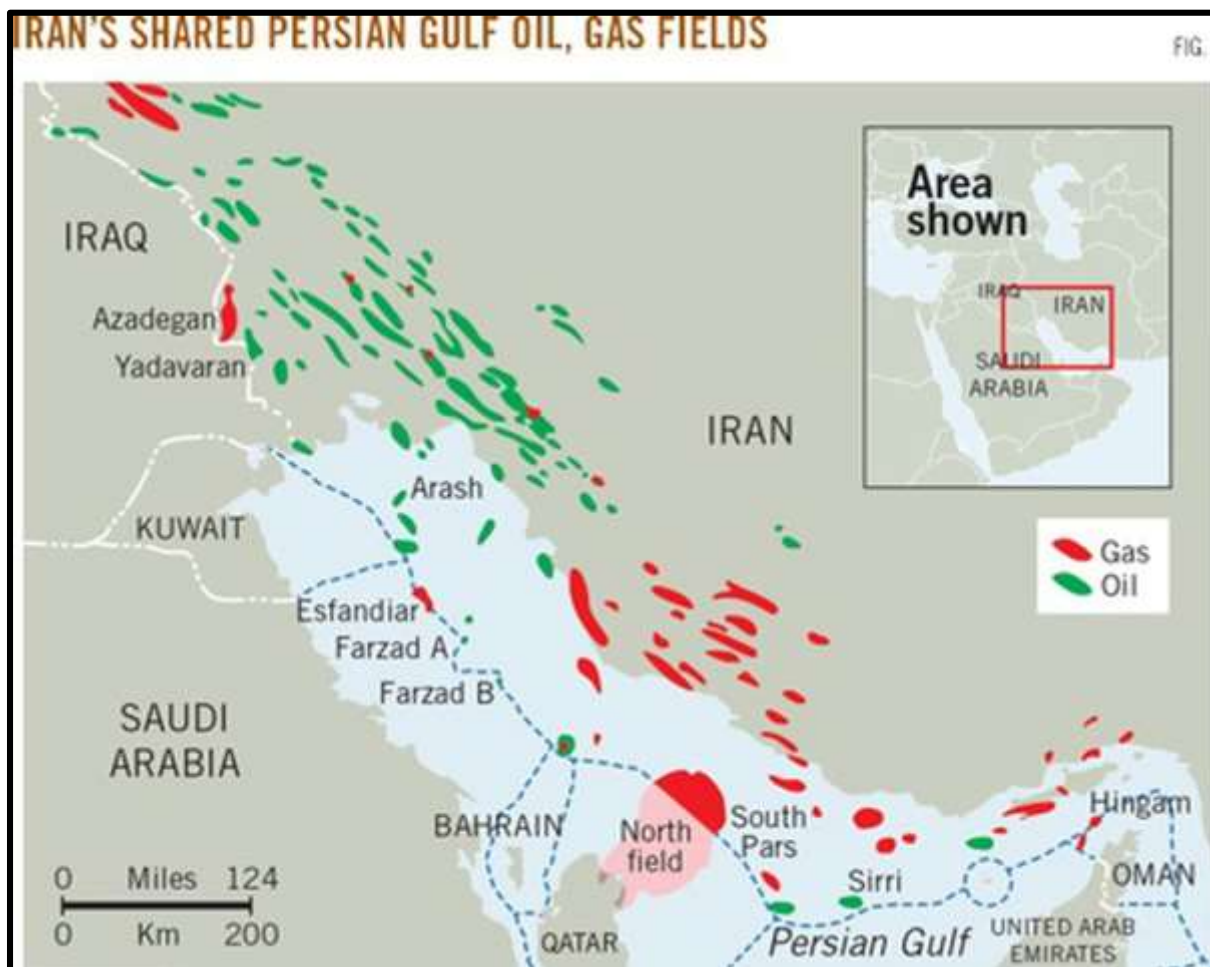 IRAN'S SHARED PERSIAN GULF OIL, GAS FIELDS
FIG.
Area
shown
IRAQ
IRAN
SAUDI
ARABIA
IRAQ
Azadegan
Yadavaran
IRAN
Arash
KUWAIT
Gas
Oil
Esfandiar
Farzad A
Farzad B
SAUDI
ARABIA
BAHRAIN
North
field
South
Pars
Hingam
Sirri
OMAN
0 Miles 124
0 Km 200
QATAR
Persian Gulf
UNITED ARAB
EMIRATES